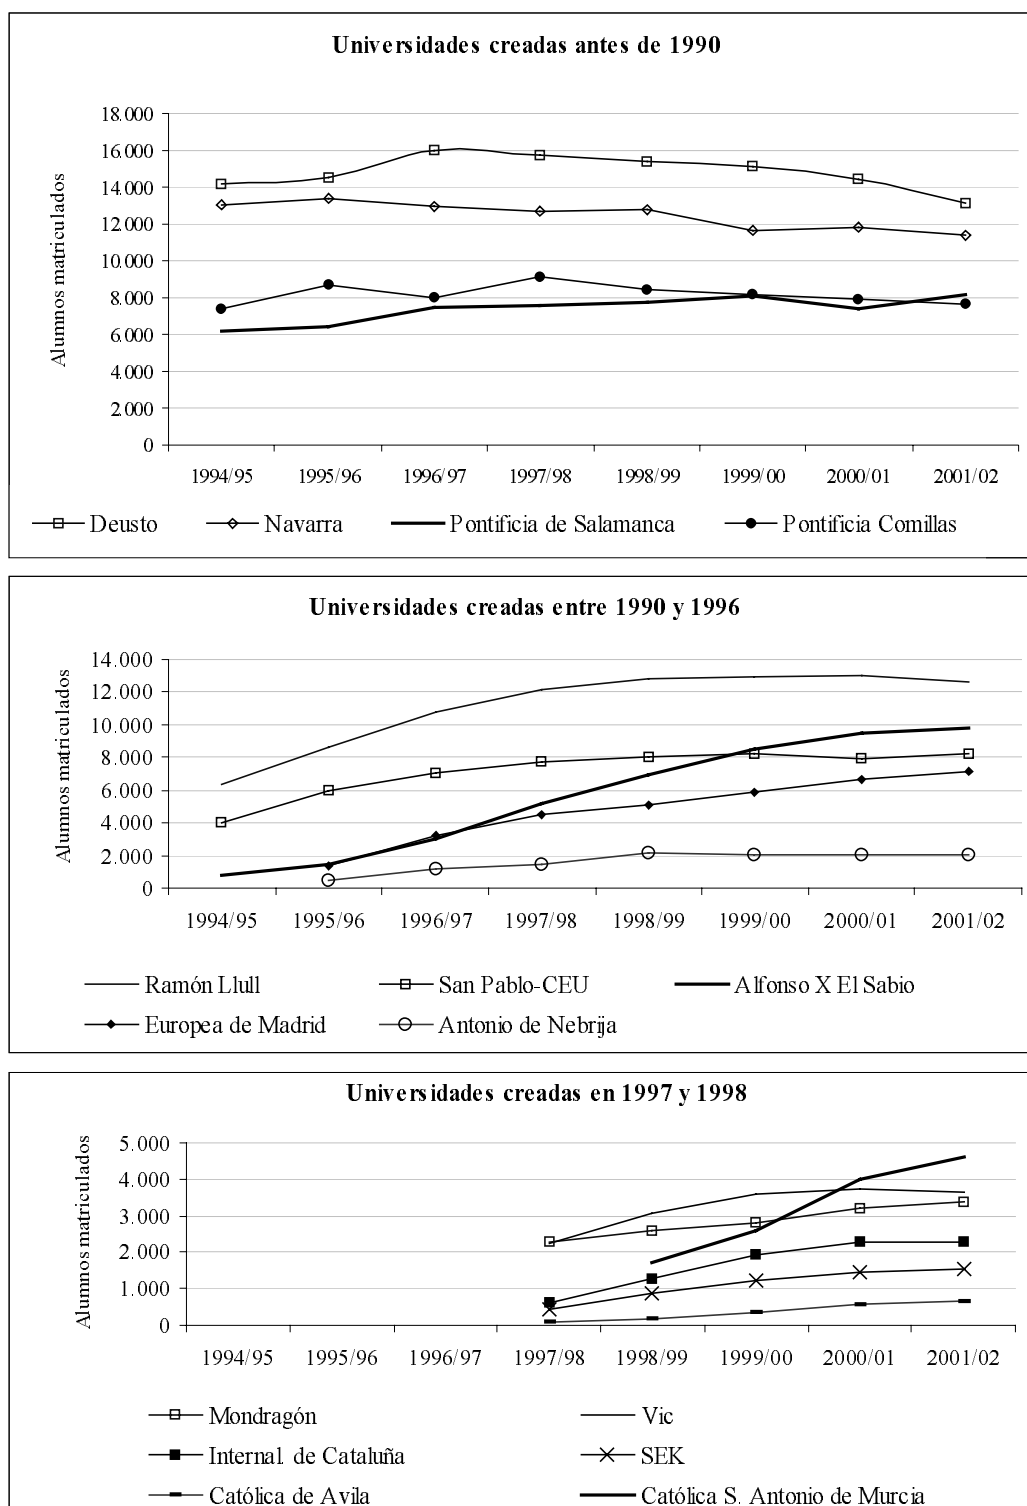 Universidades creadas antes de 1990
Alumnos matriculados
18.000
16.000
14.000
12.000
10.000
8.000
6.000
4.000
2.000
0
1994/95 1995/96 1996/97 1997/98 1998/99 1999/00 2000/01 2001/02
Deusto Navarra Pontificia de Salamanca Pontificia Comillas
Universidades creadas entre 1990 y 1996
Alumnos matriculados
14.000
12.000
10.000
8.000
6.000
4.000
2.000
0
1994/95 1995/96 1996/97 1997/98 1998/99 1999/00 2000/01 2001/02
Ramón Llull San Pablo-CEU Alfonso X El Sabio
Europea de Madrid Antonio de Nebrija
Universidades creadas en 1997 y 1998
Alumnos matriculados
5.000
4.000
3.000
2.000
1.000
0
1994/95 1995/96 1996/97 1997/98 1998/99 1999/00 2000/01 2001/02
Mondragón Vic
Internal. de Cataluña SEK
Católica de Avila Católica S. Antonio de Murcia